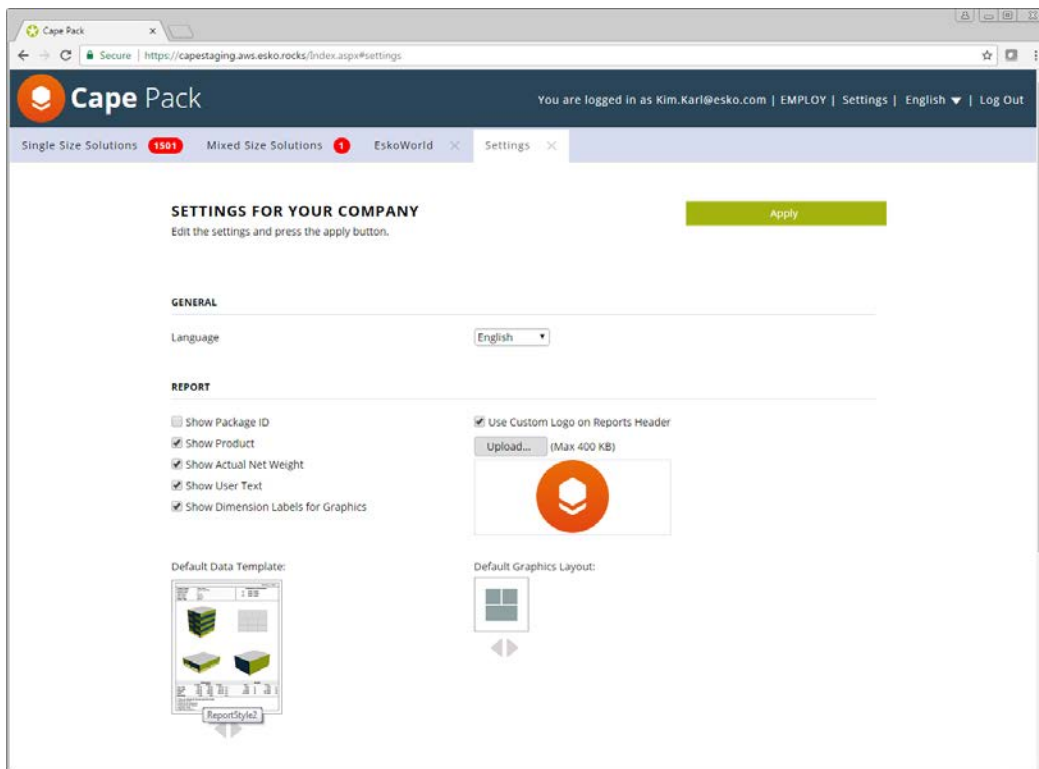 Cape Pack
Secure | https://capestaging.aws.esko.rocks/Index.aspx#settings
Cape Pack
You are logged in as Kim.Karl@esko.com | EMPLOY | Settings | English | Log Out
Single Size Solutions 1501 Mixed Size Solutions 1 EskoWorld Settings
SETTINGS FOR YOUR COMPANY
Apply
Edit the settings and press the apply button.
GENERAL
Language English
REPORT
Show Package ID
Use Custom Logo on Reports Header
Show Product
Upload... (Max 400 KB)
Show Actual Net Weight
Show User Text
Show Dimension Labels for Graphics
Default Data Template:
Default Graphics Layout:
ReportStyle2